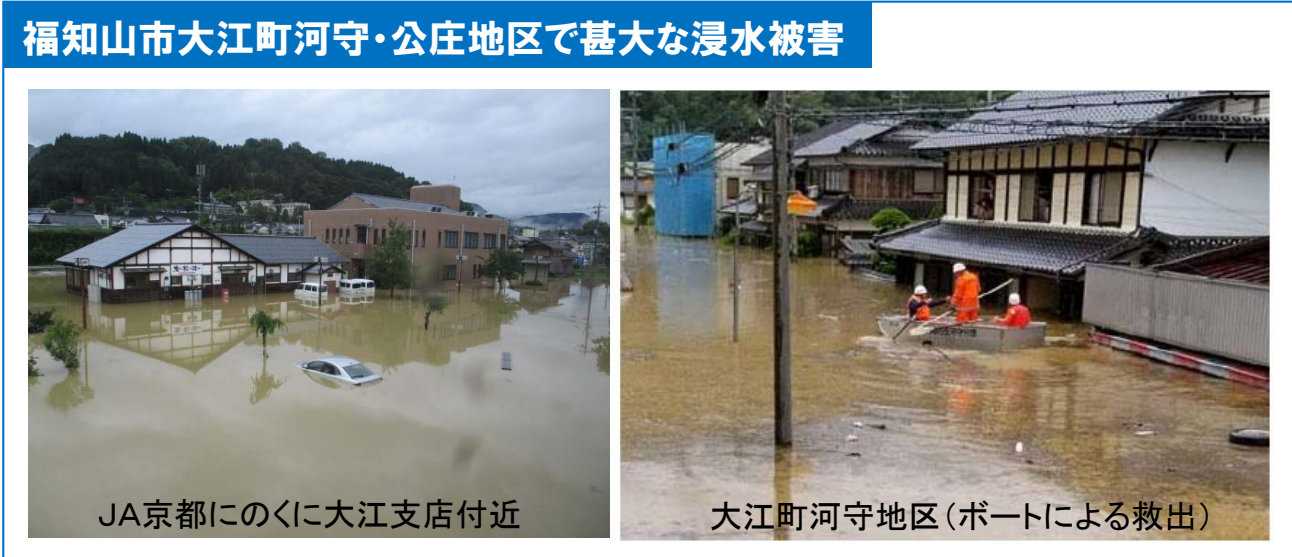 福知山市大江町河守・公庄地区で甚大な浸水被害
JA京都にのくに大江支店付近
大江町河守地区(ボートによる救出)